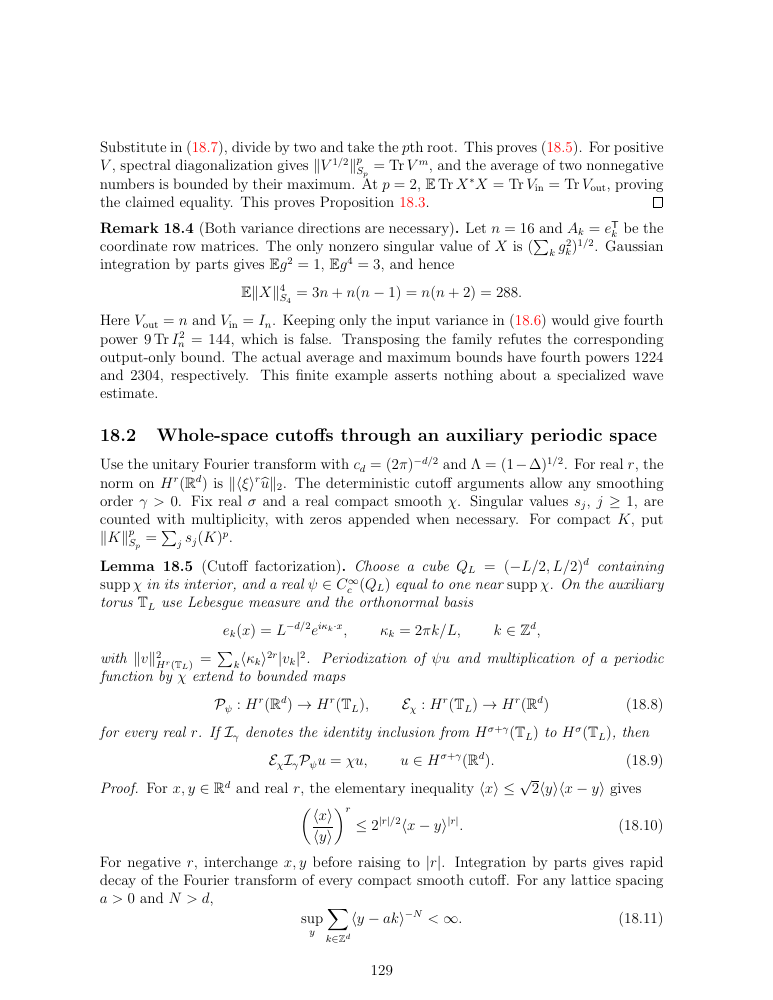 Substitute in (18.7), divide by two and take the pth root. This proves (18.5). For positive
V, spectral diagonalization gives ‖V^{1/2}‖^p_{S_p} = Tr V^m, and the average of two nonnegative
numbers is bounded by their maximum. At p = 2, 𝔼 Tr X*X = Tr V_in = Tr V_out, proving
the claimed equality. This proves Proposition 18.3. □
Remark 18.4 (Both variance directions are necessary). Let n = 16 and A_k = e_k^T be the
coordinate row matrices. The only nonzero singular value of X is (∑_k g_k^2)^{1/2}. Gaussian
integration by parts gives 𝔼g^2 = 1, 𝔼g^4 = 3, and hence
𝔼‖X‖^4_{S_4} = 3n + n(n − 1) = n(n + 2) = 288.
Here V_out = n and V_in = I_n. Keeping only the input variance in (18.6) would give fourth
power 9 Tr I_n^2 = 144, which is false. Transposing the family refutes the corresponding
output-only bound. The actual average and maximum bounds have fourth powers 1224
and 2304, respectively. This finite example asserts nothing about a specialized wave
estimate.
18.2 Whole-space cutoffs through an auxiliary periodic space
Use the unitary Fourier transform with c_d = (2π)^{−d/2} and Λ = (1−Δ)^{1/2}. For real r, the
norm on H^r(ℝ^d) is ‖⟨ξ⟩^r û‖_2. The deterministic cutoff arguments allow any smoothing
order γ > 0. Fix real σ and a real compact smooth χ. Singular values s_j, j ≥ 1, are
counted with multiplicity, with zeros appended when necessary. For compact K, put
‖K‖^p_{S_p} = ∑_j s_j(K)^p.
Lemma 18.5 (Cutoff factorization). Choose a cube Q_L = (−L/2, L/2)^d containing
supp χ in its interior, and a real ψ ∈ C_c^∞(Q_L) equal to one near supp χ. On the auxiliary
torus 𝕋_L use Lebesgue measure and the orthonormal basis
e_k(x) = L^{−d/2}e^{iκ_k·x}, κ_k = 2πk/L, k ∈ ℤ^d,
with ‖v‖^2_{H^r(𝕋_L)} = ∑_k⟨κ_k⟩^{2r}|v_k|^2. Periodization of ψu and multiplication of a periodic
function by χ extend to bounded maps
𝒫_ψ : H^r(ℝ^d) → H^r(𝕋_L), ℰ_χ : H^r(𝕋_L) → H^r(ℝ^d) (18.8)
for every real r. If ℐ_γ denotes the identity inclusion from H^{σ+γ}(𝕋_L) to H^σ(𝕋_L), then
ℰ_χℐ_γ𝒫_ψu = χu, u ∈ H^{σ+γ}(ℝ^d). (18.9)
Proof. For x, y ∈ ℝ^d and real r, the elementary inequality ⟨x⟩ ≤ √2⟨y⟩⟨x − y⟩ gives
(⟨x⟩/⟨y⟩)^r ≤ 2^{|r|/2}⟨x − y⟩^{|r|}. (18.10)
For negative r, interchange x, y before raising to |r|. Integration by parts gives rapid
decay of the Fourier transform of every compact smooth cutoff. For any lattice spacing
a > 0 and N > d,
sup_y ∑_{k∈ℤ^d} ⟨y − ak⟩^{−N} < ∞. (18.11)
129